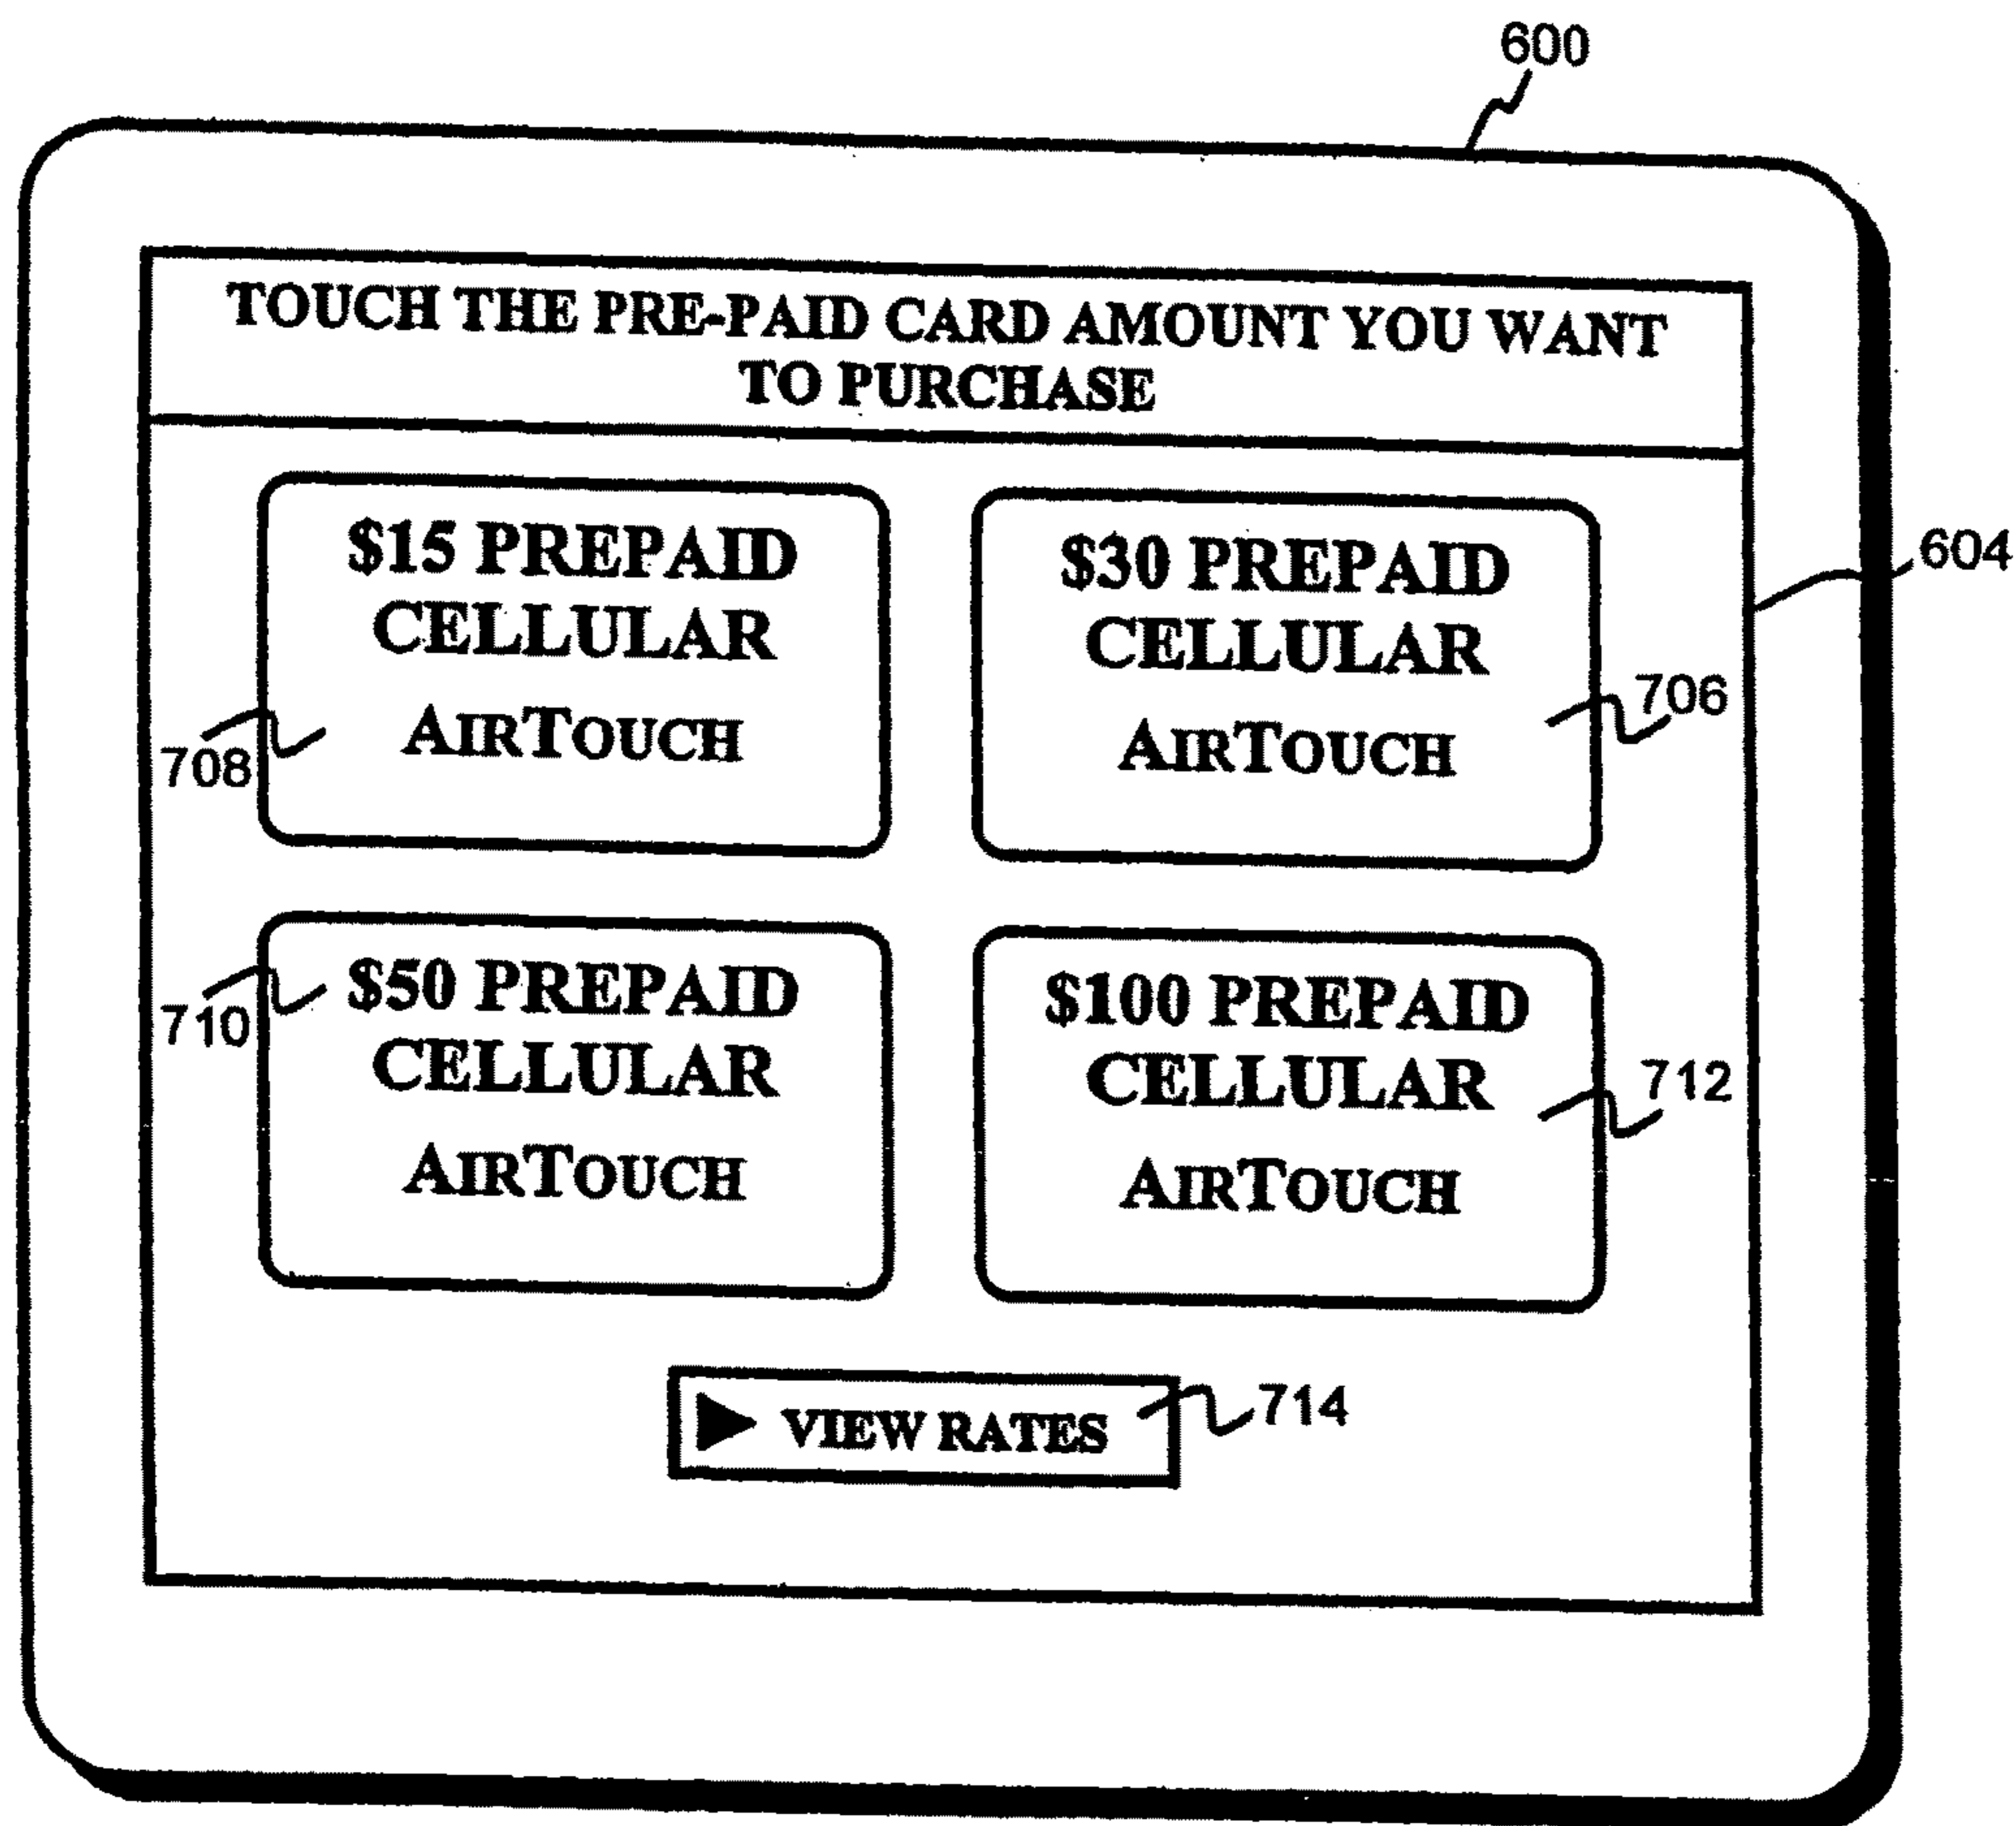 600
TOUCH THE PRE-PAID CARD AMOUNT YOU WANT
TO PURCHASE
$15 PREPAID
CELLULAR
AIRTOUCH
708
$30 PREPAID
CELLULAR
AIRTOUCH
604
706
$50 PREPAID
CELLULAR
AIRTOUCH
710
$100 PREPAID
CELLULAR
AIRTOUCH
712
VIEW RATES
714